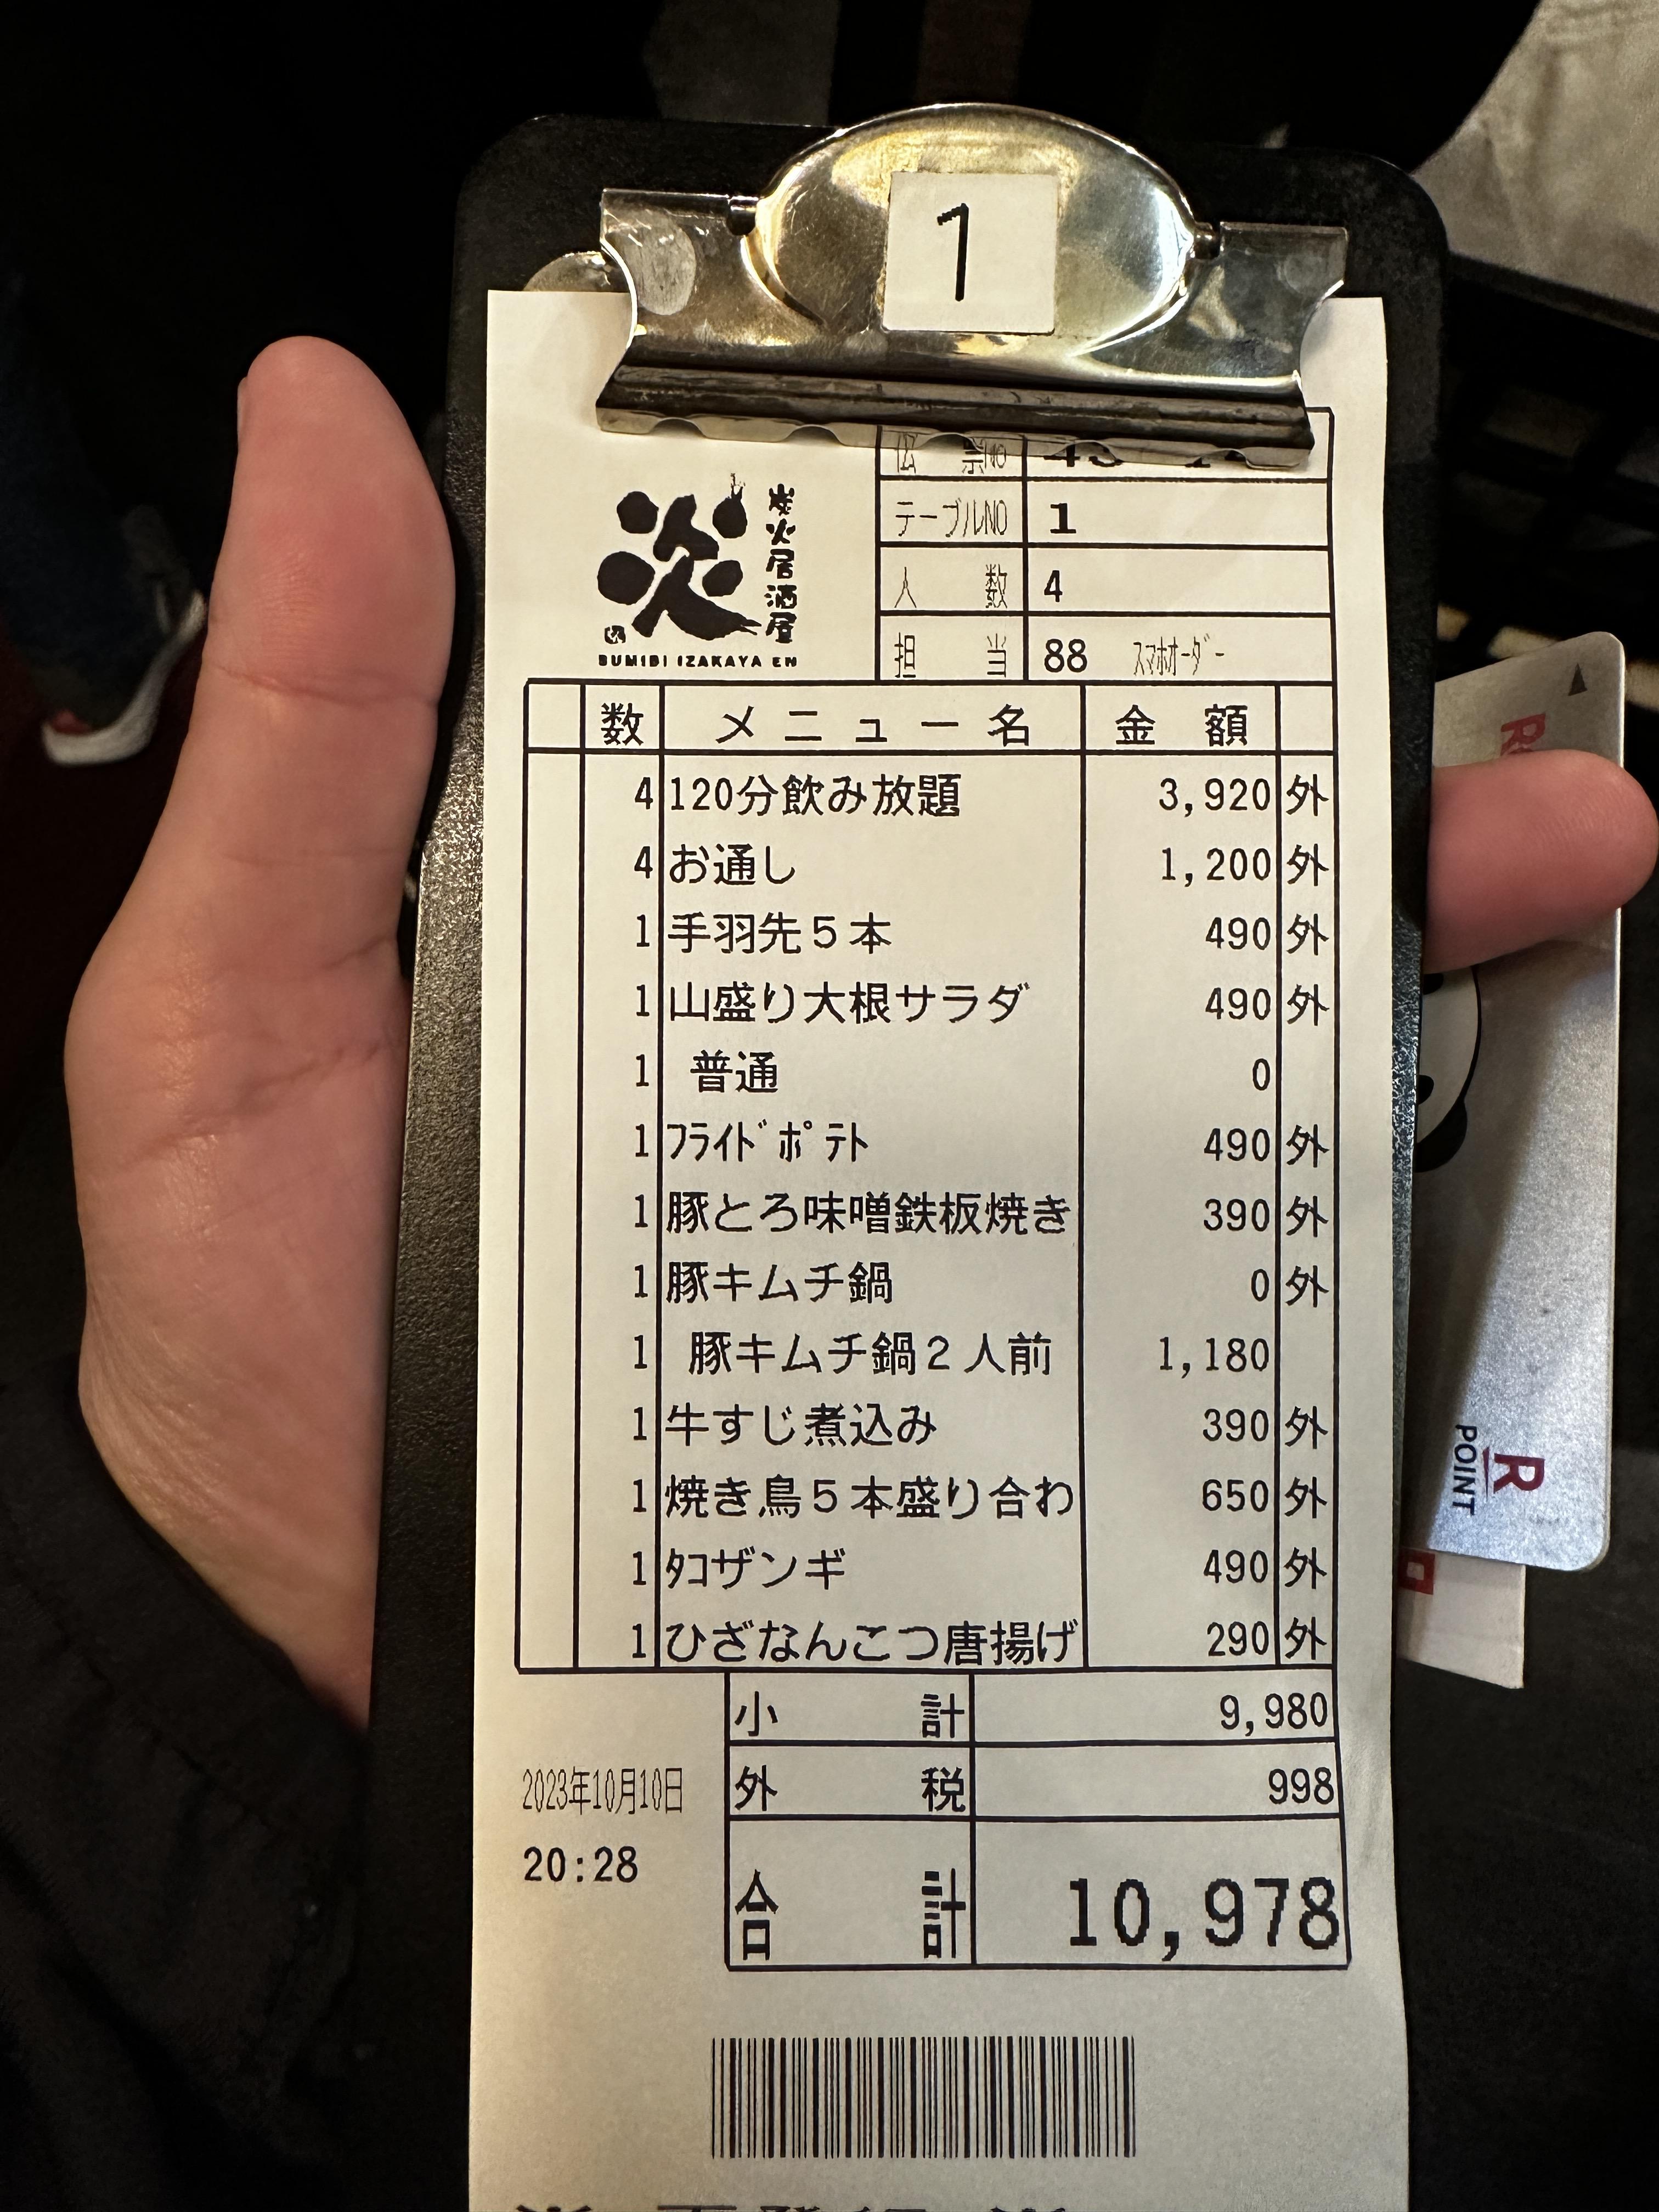 1
伝票NO
テーブルNO 1
人数 4
担当 88 スマホオーダー
炎
炭火居酒屋
SUMIBI IZAKAYA EN
数 メニュー名 金額
4 120分飲み放題 3,920 外
4 お通し 1,200 外
1 手羽先5本 490 外
1 山盛り大根サラダ 490 外
1 普通 0
1 フライドポテト 490 外
1 豚とろ味噌鉄板焼き 390 外
1 豚キムチ鍋 0 外
1 豚キムチ鍋2人前 1,180
1 牛すじ煮込み 390 外
1 焼き鳥5本盛り合わ 650 外
1 タコザンギ 490 外
1 ひざなんこつ唐揚げ 290 外
小計 9,980
外税 998
合計 10,978
2023年10月10日
20:28
R
POINT